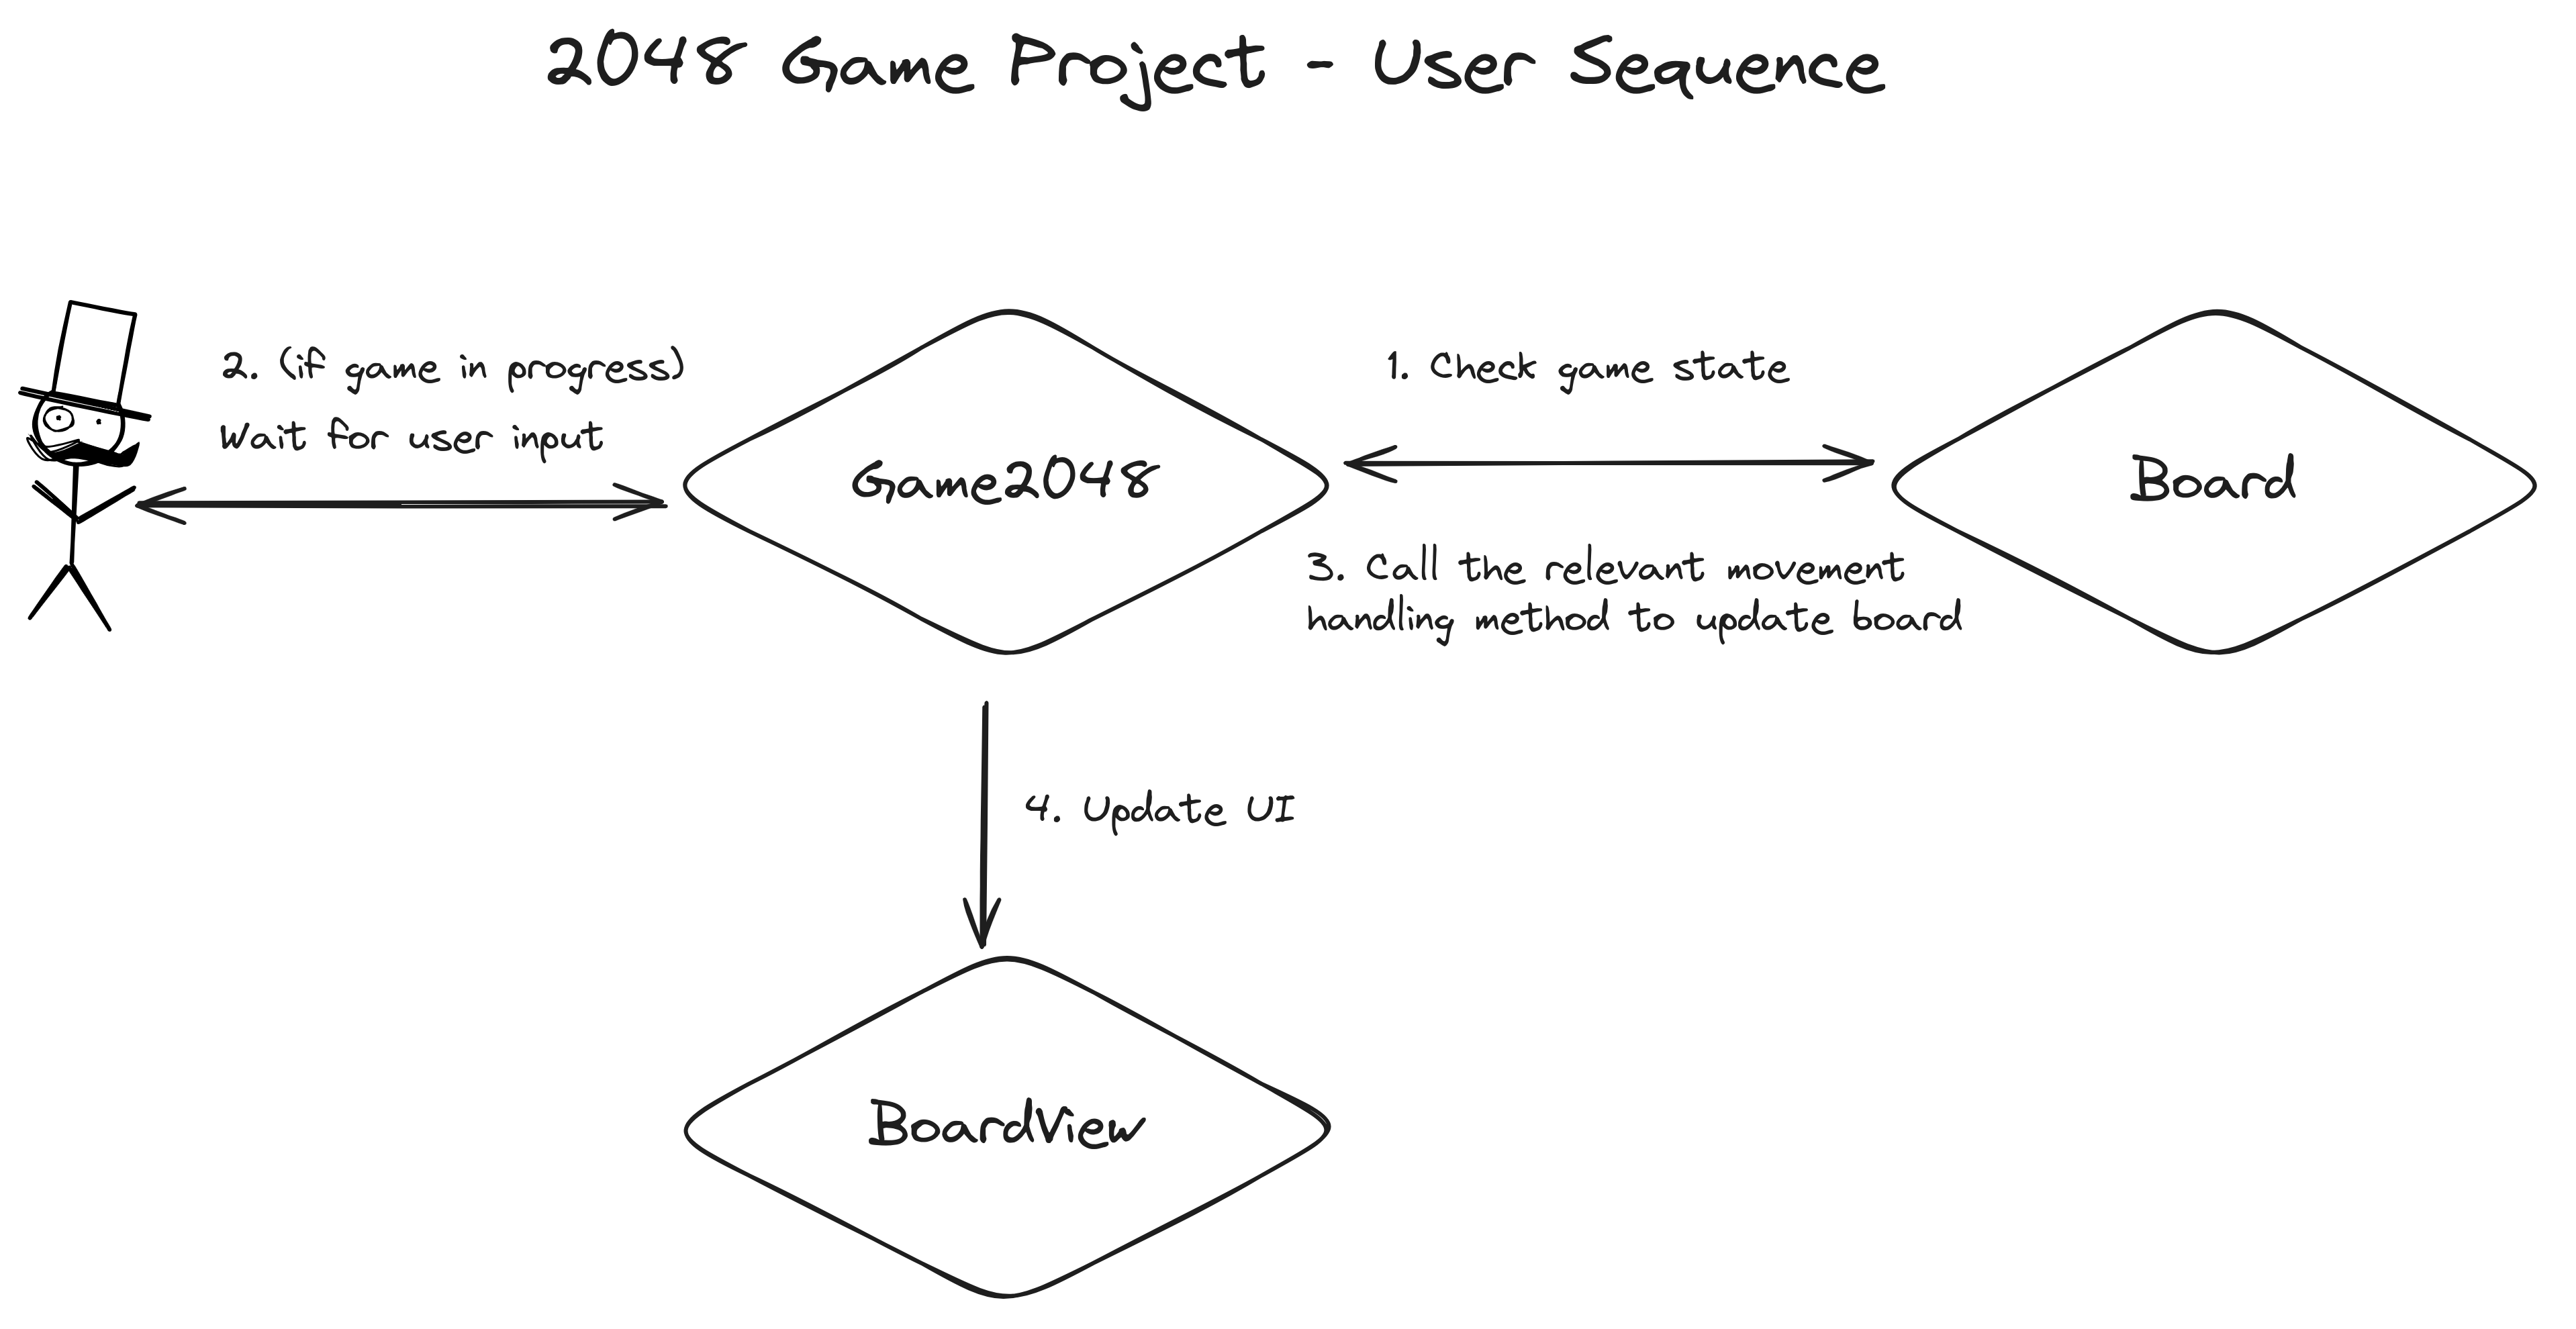 2048 Game Project - User Sequence
2. (if game in progress)
Wait for user input
Game2048
1. Check game state
3. Call the relevant movement
handling method to update board
Board
4. Update UI
BoardView